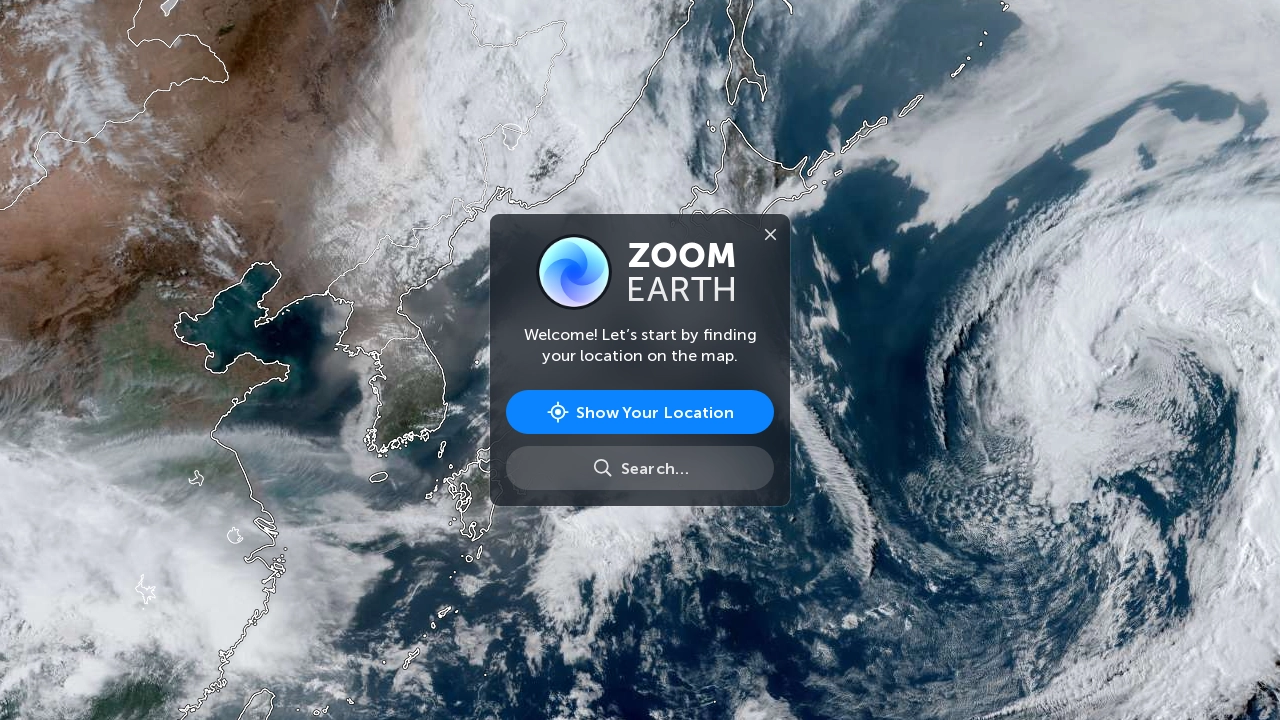 ZOOM
EARTH
Welcome! Let’s start by finding
your location on the map.
Show Your Location
Search...